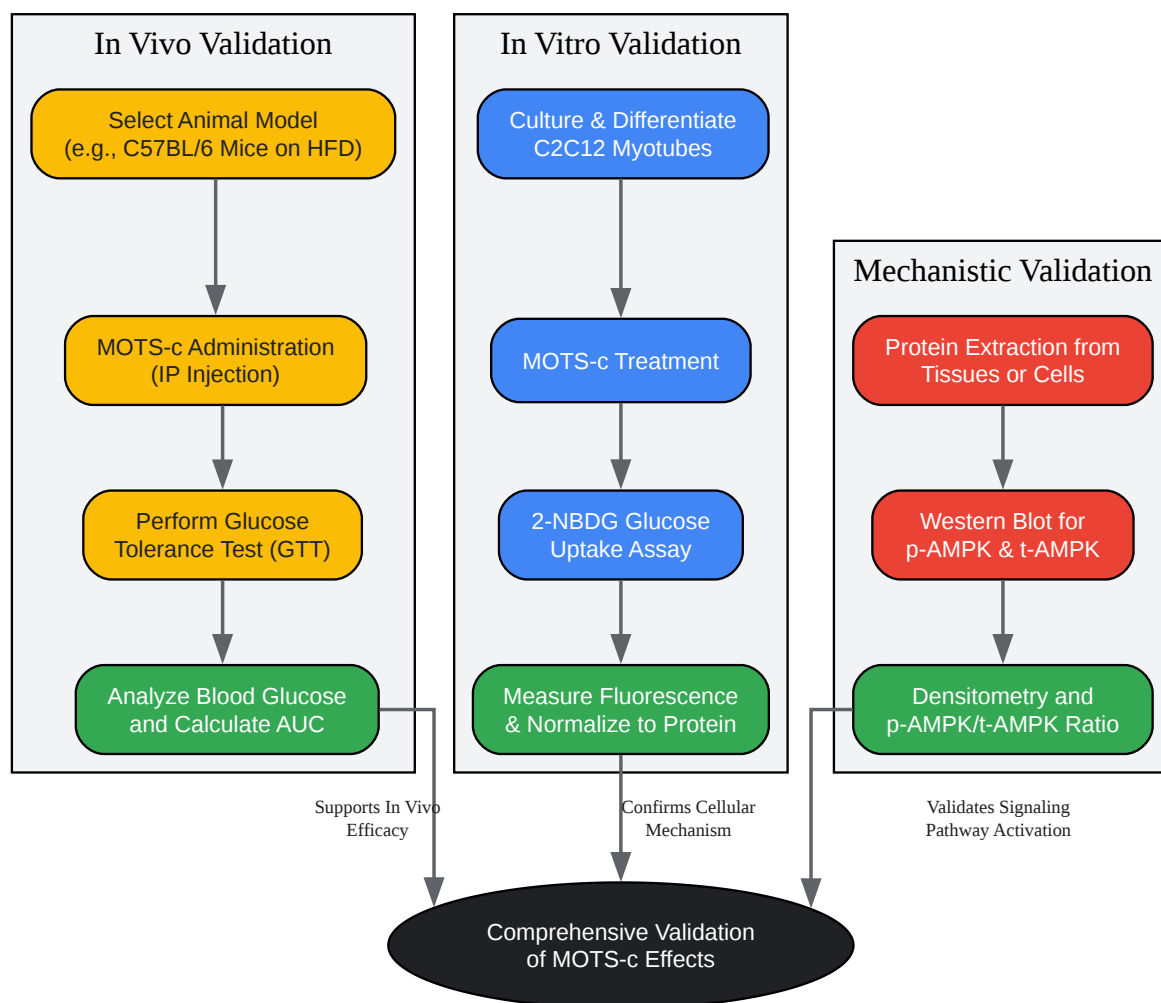 In Vivo Validation
Select Animal Model
(e.g., C57BL/6 Mice on HFD)
MOTS-c Administration
(IP Injection)
Perform Glucose
Tolerance Test (GTT)
Analyze Blood Glucose
and Calculate AUC
In Vitro Validation
Culture & Differentiate
C2C12 Myotubes
MOTS-c Treatment
2-NBDG Glucose
Uptake Assay
Measure Fluorescence
& Normalize to Protein
Mechanistic Validation
Protein Extraction from
Tissues or Cells
Western Blot for
p-AMPK & t-AMPK
Densitometry and
p-AMPK/t-AMPK Ratio
Supports In Vivo
Efficacy
Confirms Cellular
Mechanism
Validates Signaling
Pathway Activation
Comprehensive Validation
of MOTS-c Effects